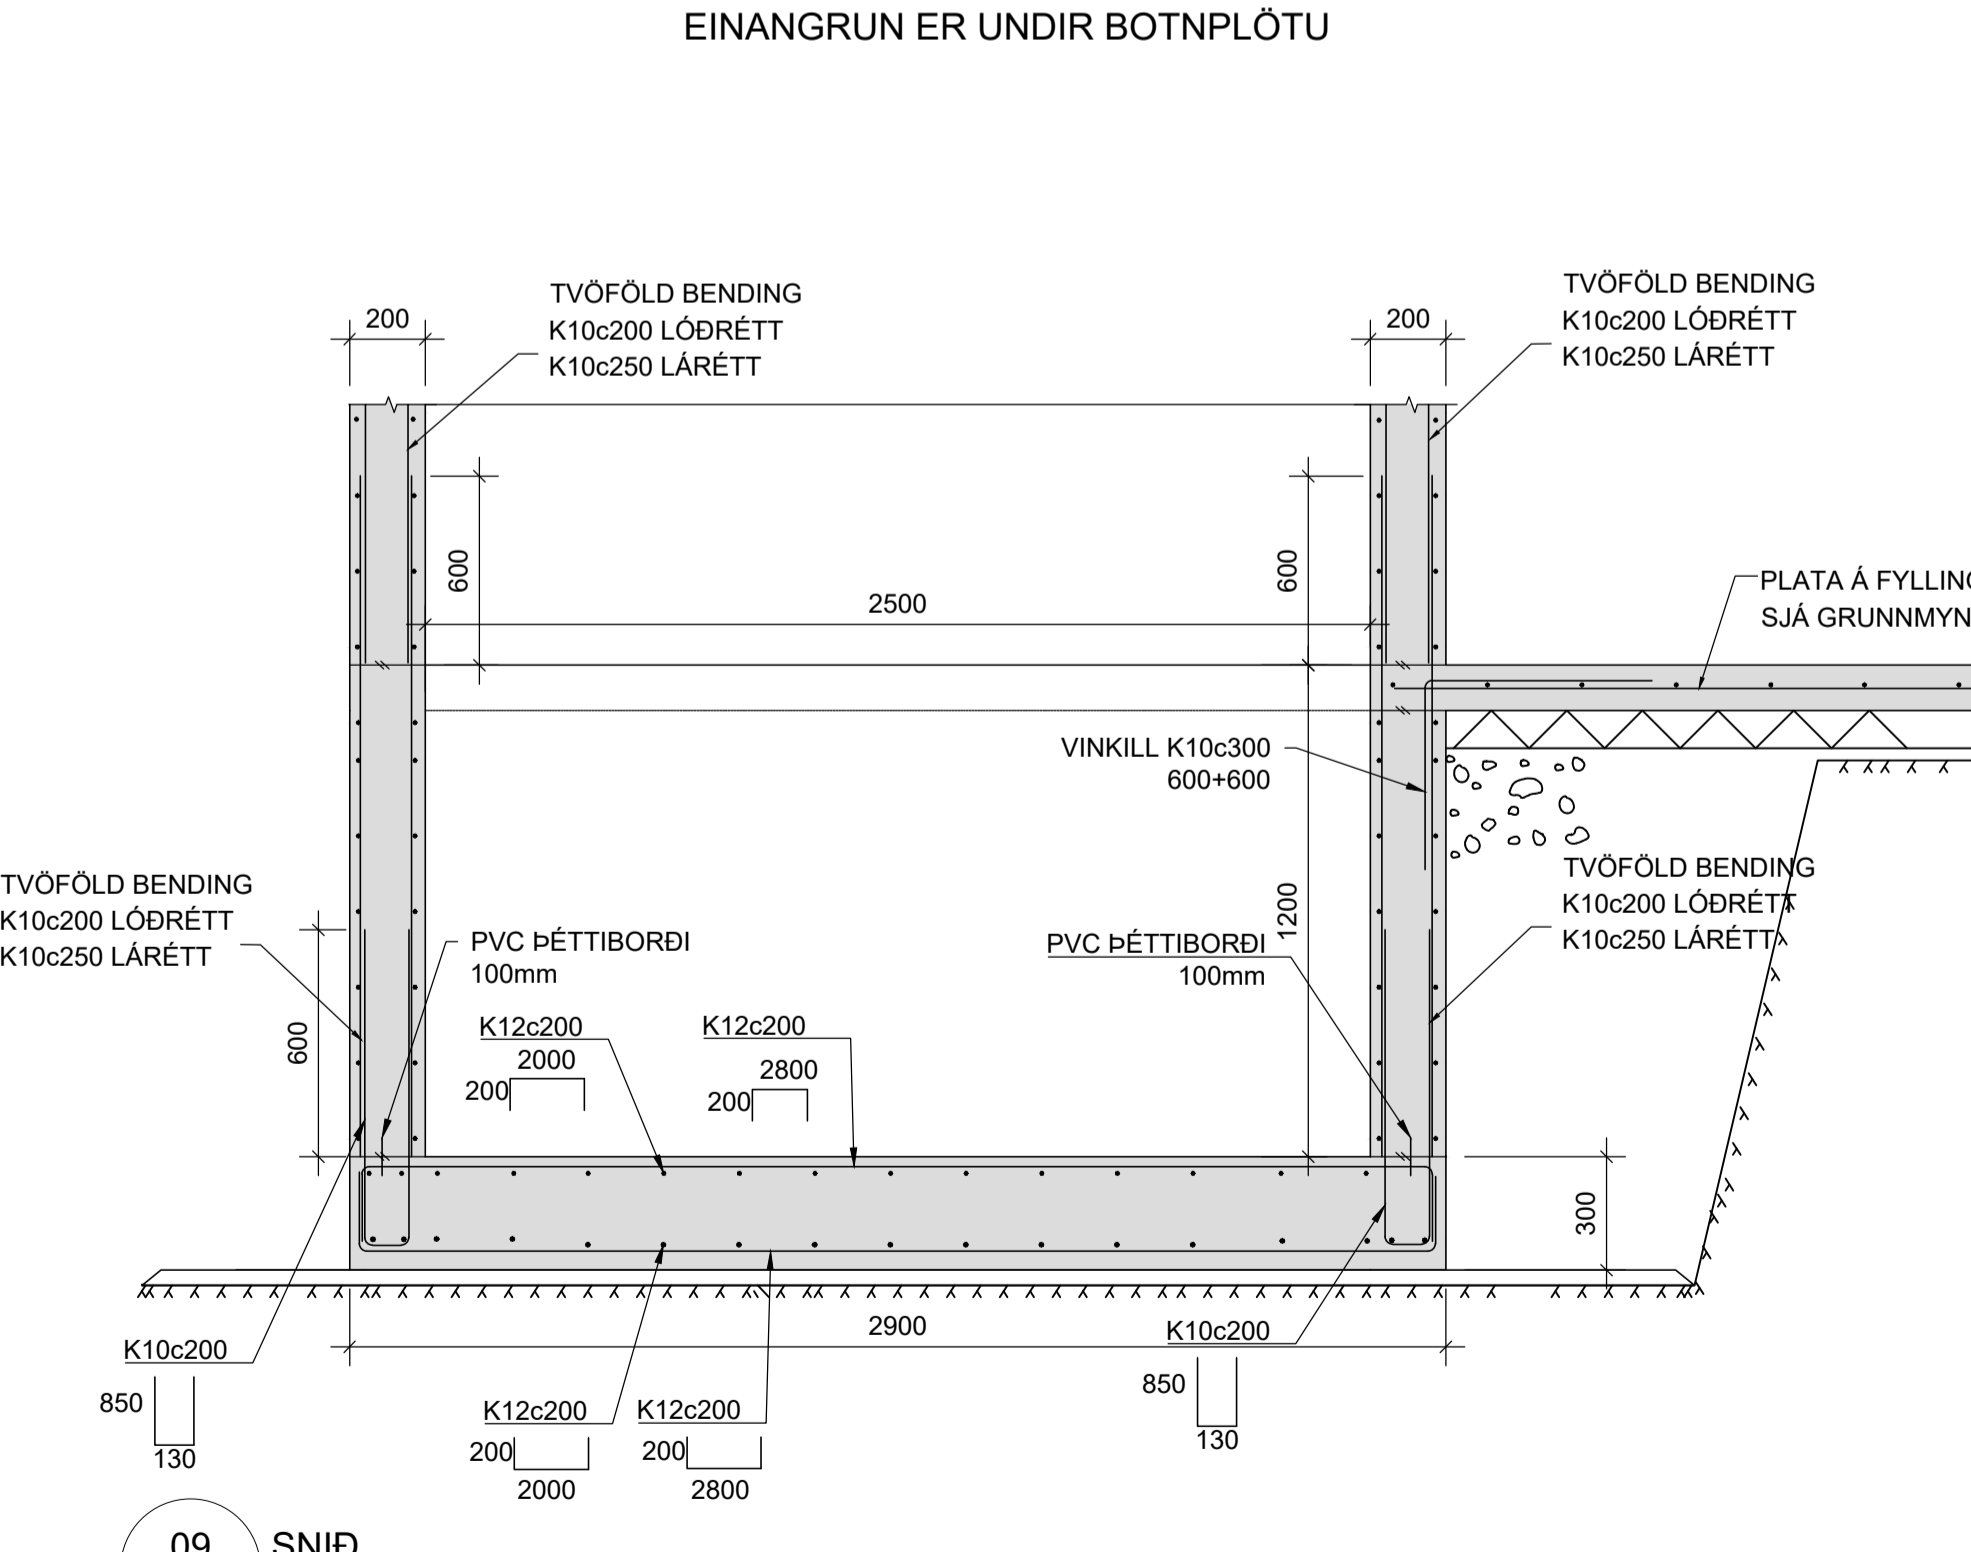 EINANGRUN ER UNDIR BOTNPLÖTU
TVÖFÖLD BENDING
K10c200 LÓÐRÉTT
K10c250 LÁRÉTT
200
TVÖFÖLD BENDING
K10c200 LÓÐRÉTT
K10c250 LÁRÉTT
200
600
600
2500
PLATA Á FYLLING
SJÁ GRUNNMYN
VINKILL K10c300
600+600
TVÖFÖLD BENDING
K10c200 LÓÐRÉTT
K10c250 LÁRÉTT
TVÖFÖLD BENDING
K10c200 LÓÐRÉTT
K10c250 LÁRÉTT
1200
PVC ÞÉTTIBORÐI
100mm
PVC ÞÉTTIBORÐI
100mm
600
K12c200
2000
200
K12c200
2800
200
300
2900
K10c200
850
130
K12c200
200
2000
K12c200
200
2800
K10c200
850
130
09
SNIÐ